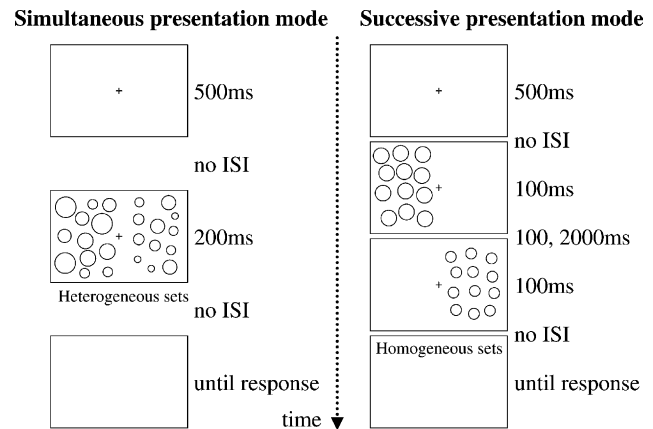 Simultaneous presentation mode
500ms
no ISI
200ms
Heterogeneous sets
no ISI
until response
time
Successive presentation mode
500ms
no ISI
100ms
100, 2000ms
100ms
no ISI
Homogeneous sets
until response